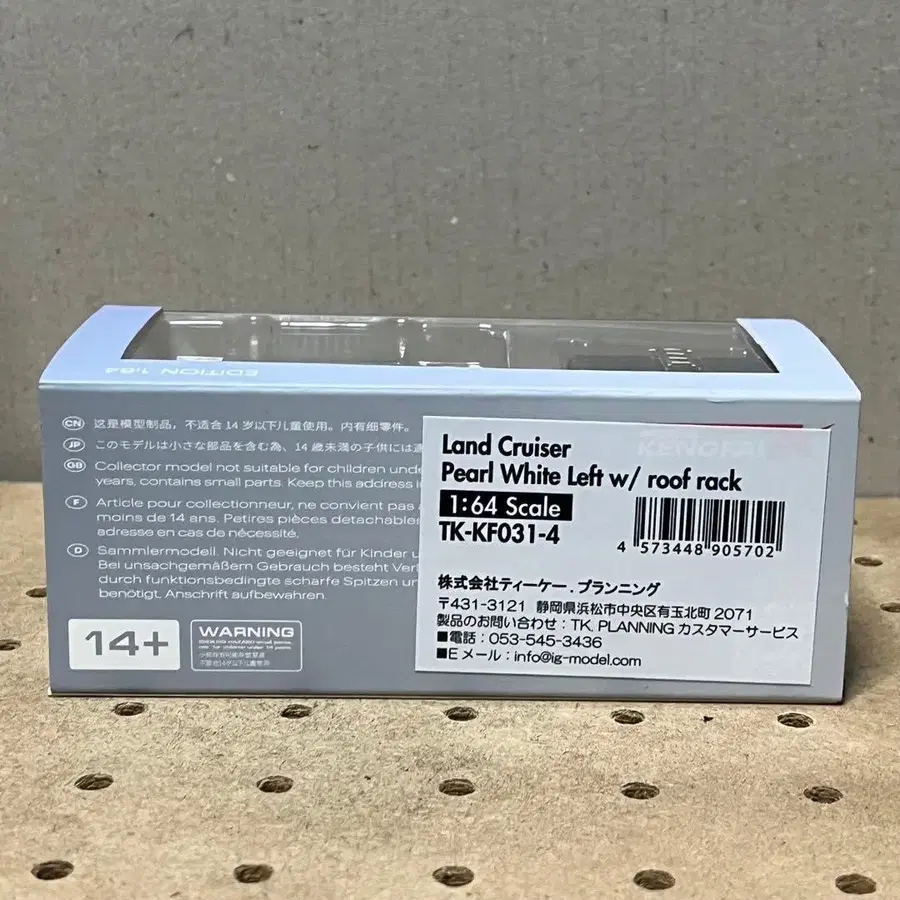 EDITION 1:64
CN 这是模型制品，不适合 14 岁以下儿童使用。内有细零件。
JP このモデルは小さな部品を含む為、14 歳未満の子供には
GB Collector model not suitable for children unde
years, contains small parts. Keep this address i
F Article pour collectionneur, ne convient pas
moins de 14 ans. Petires pièces detachables
adresse en cas de nécessité.
D Sammlermodell. Nicht geeignet für Kinder u
Bei unsachgemäßem Gebrauch besteht Verl
durch funktionsbedingte scharfe Spitzen un
benötigt, Anschrift aufbewahren.
14+
WARNING
KENGFAI
Land Cruiser
Pearl White Left w/ roof rack
1:64 Scale
TK-KF031-4
4 573448 905702
株式会社ティーケー．プランニング
〒431-3121 静岡県浜松市中央区有玉北町 2071
製品のお問い合わせ：TK. PLANNING カスタマーサービス
■電話：053-545-3436
■E メール：info@ig-model.com